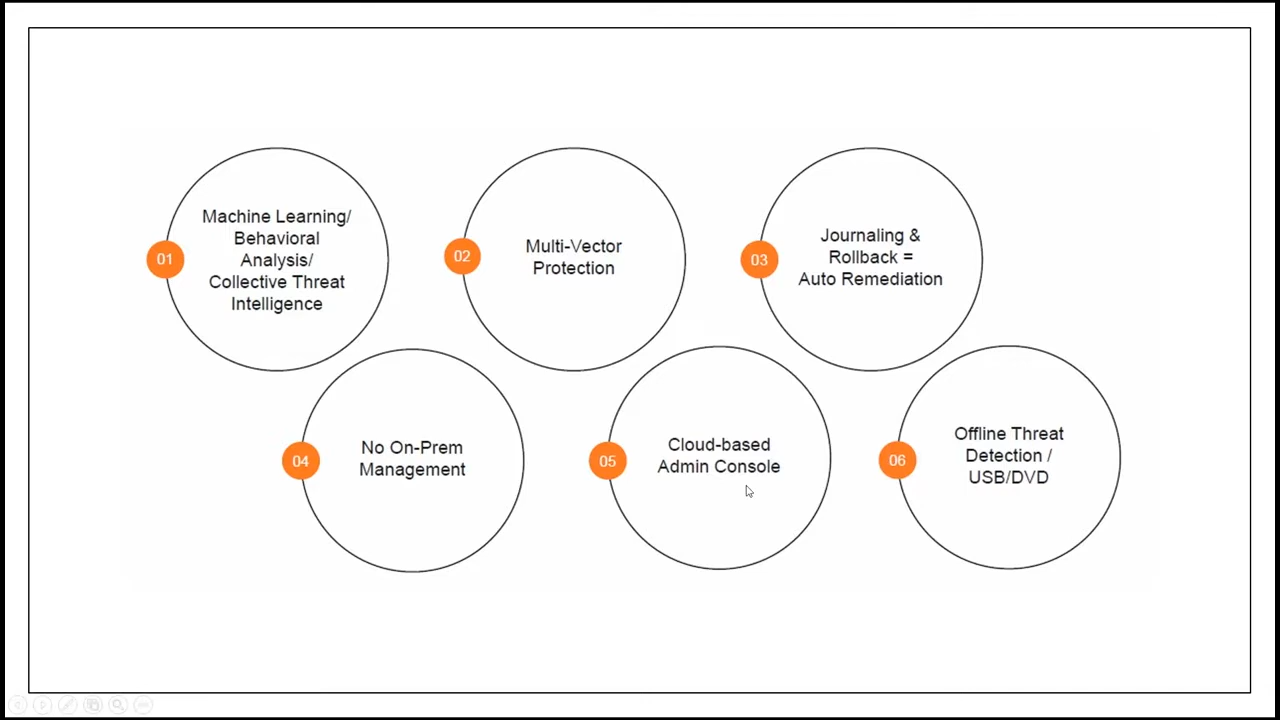 01
Machine Learning/
Behavioral
Analysis/
Collective Threat
Intelligence
02
Multi-Vector
Protection
03
Journaling &
Rollback =
Auto Remediation
04
No On-Prem
Management
05
Cloud-based
Admin Console
06
Offline Threat
Detection /
USB/DVD